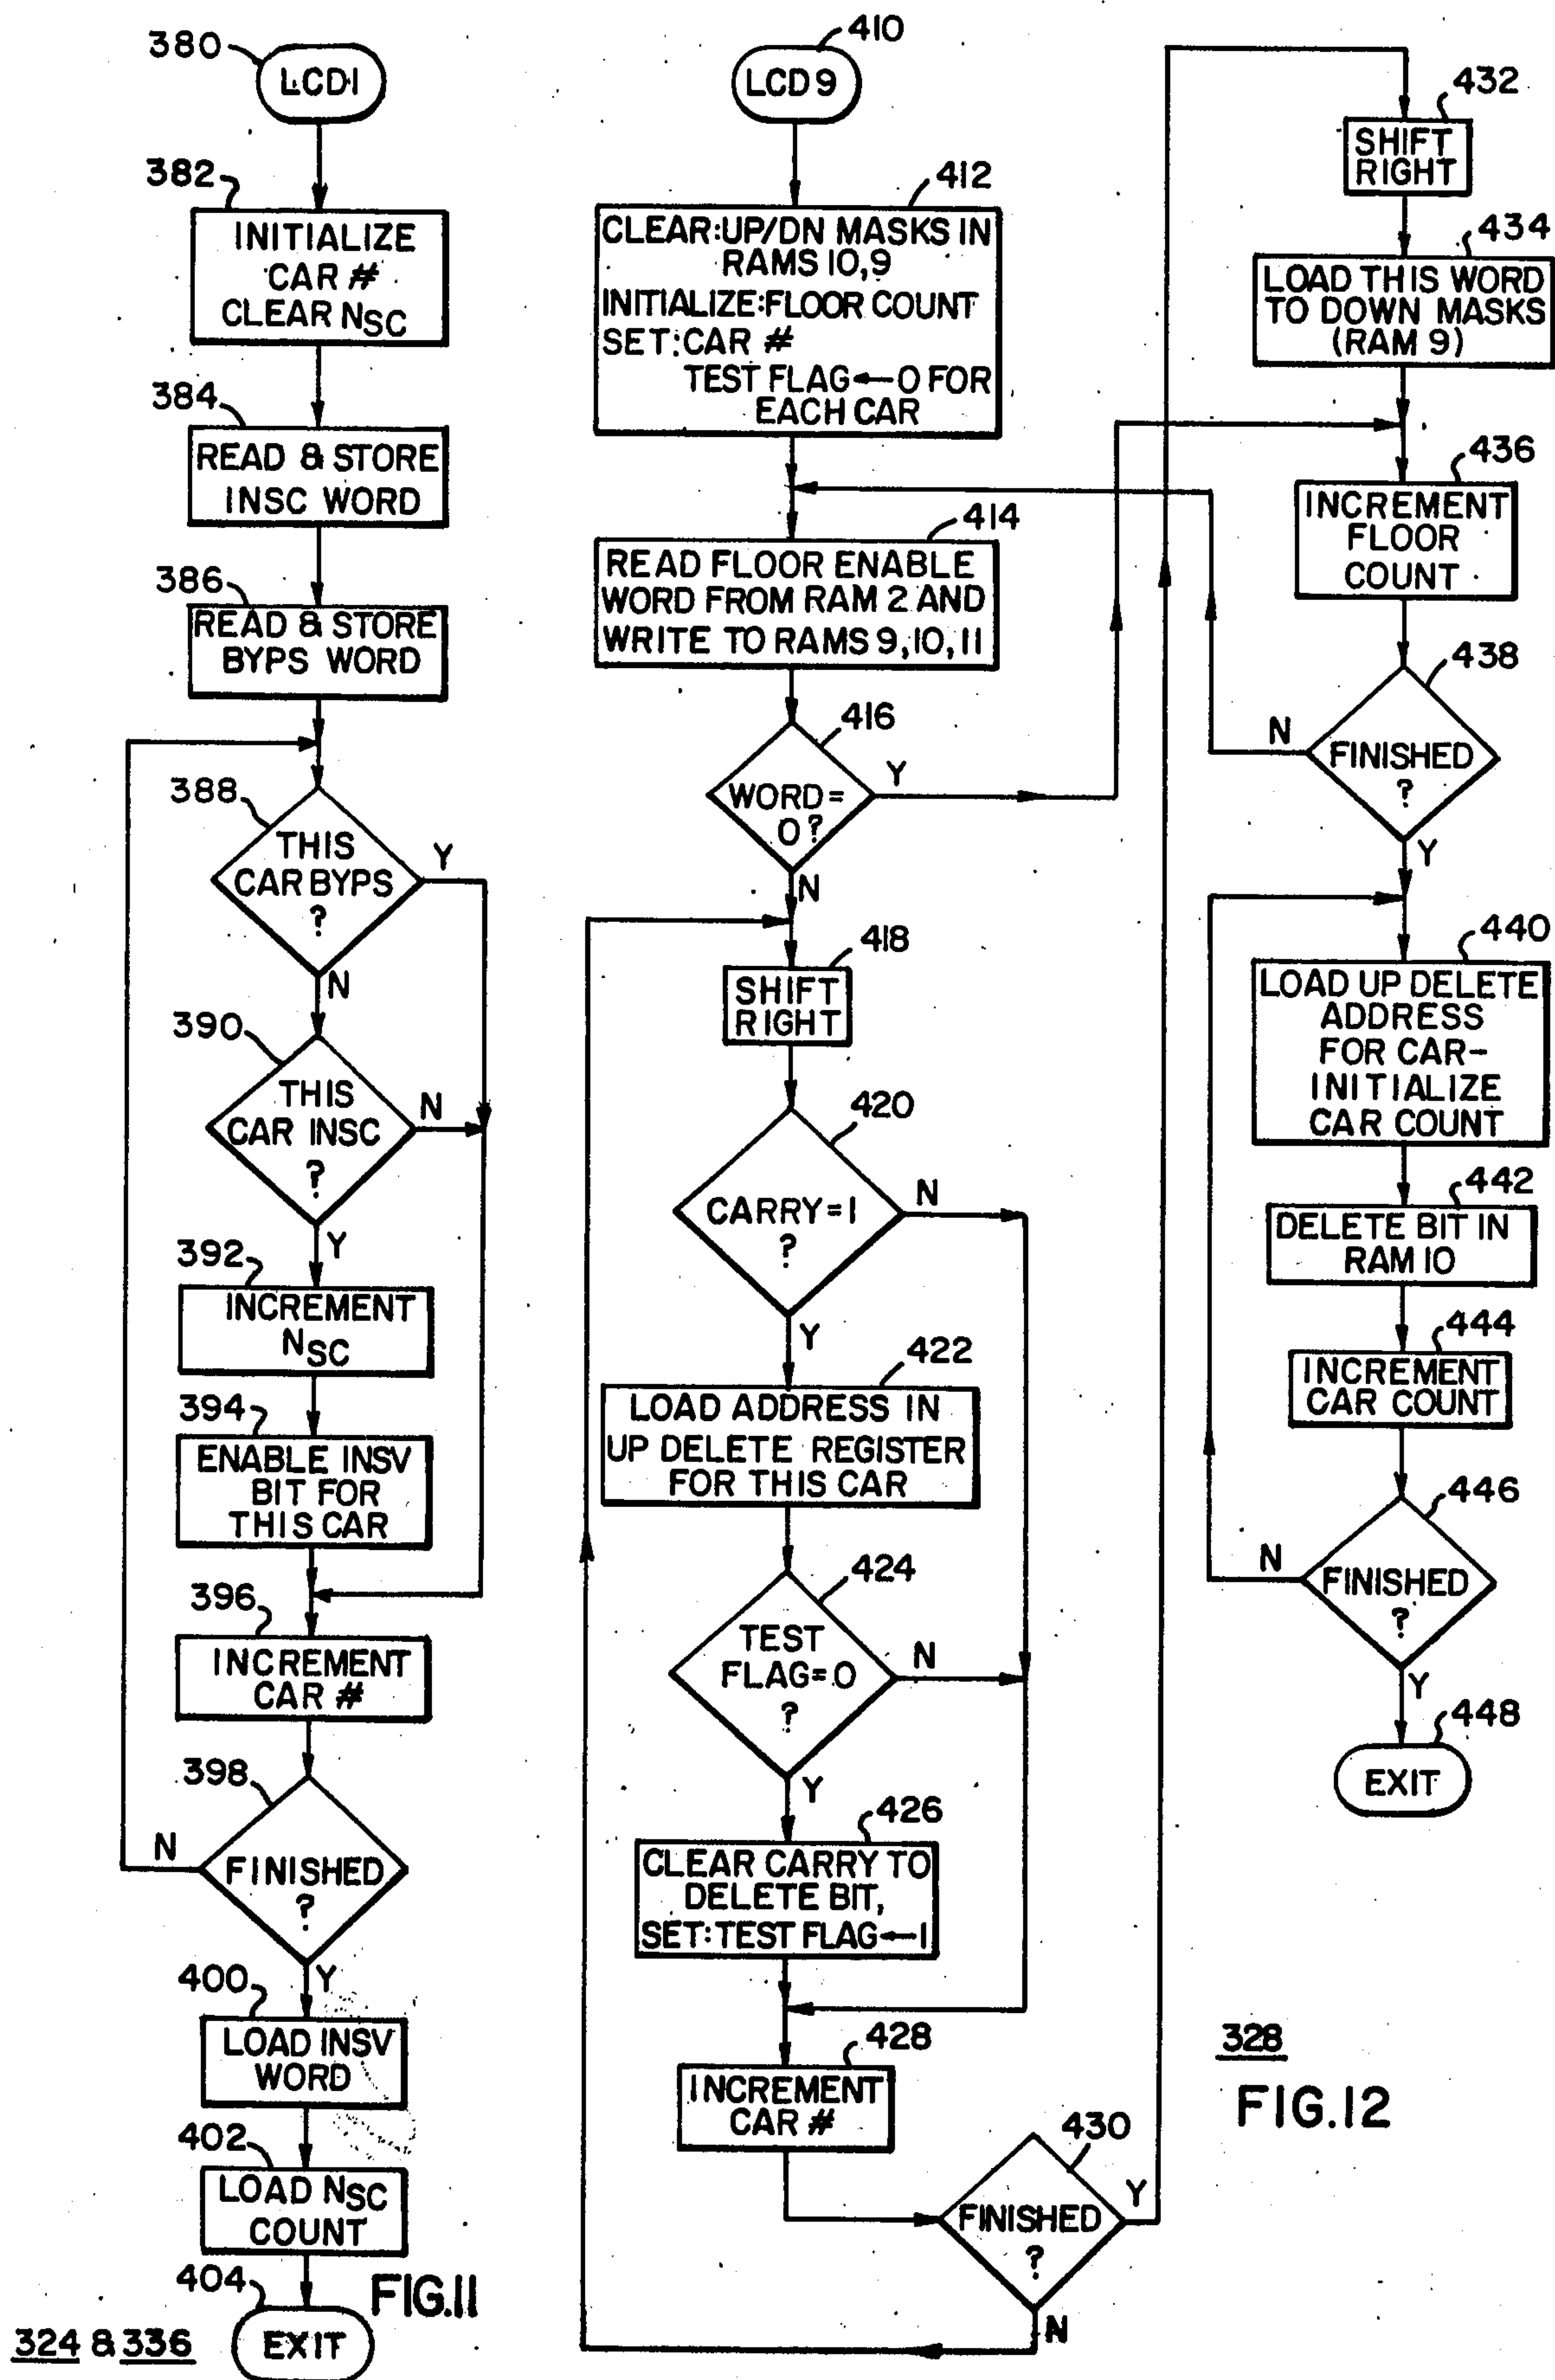 380
LCD1
382
INITIALIZE
CAR #
CLEAR NSC
384
READ & STORE
INSC WORD
386
READ & STORE
BYPS WORD
388
THIS
CAR BYPS
?
Y
N
390
THIS
CAR INSC
?
N
Y
392
INCREMENT
NSC
394
ENABLE INSV
BIT FOR
THIS CAR
396
INCREMENT
CAR #
398
FINISHED
?
N
Y
400
LOAD INSV
WORD
402
LOAD NSC
COUNT
404
EXIT
FIG.11
324 & 336
410
LCD 9
412
CLEAR:UP/DN MASKS IN
RAMS 10,9
INITIALIZE:FLOOR COUNT
SET:CAR #
TEST FLAG←0 FOR
EACH CAR
414
READ FLOOR ENABLE
WORD FROM RAM 2 AND
WRITE TO RAMS 9,10,11
416
WORD=
0?
Y
N
418
SHIFT
RIGHT
420
CARRY=1
?
N
Y
422
LOAD ADDRESS IN
UP DELETE REGISTER
FOR THIS CAR
424
TEST
FLAG=0
?
N
Y
426
CLEAR CARRY TO
DELETE BIT,
SET:TEST FLAG←1
428
INCREMENT
CAR #
430
FINISHED
?
Y
N
432
SHIFT
RIGHT
434
LOAD THIS WORD
TO DOWN MASKS
(RAM 9)
436
INCREMENT
FLOOR
COUNT
438
FINISHED
?
N
Y
440
LOAD UP DELETE
ADDRESS
FOR CAR-
INITIALIZE
CAR COUNT
442
DELETE BIT IN
RAM 10
444
INCREMENT
CAR COUNT
446
FINISHED
?
N
Y
448
EXIT
328
FIG.12